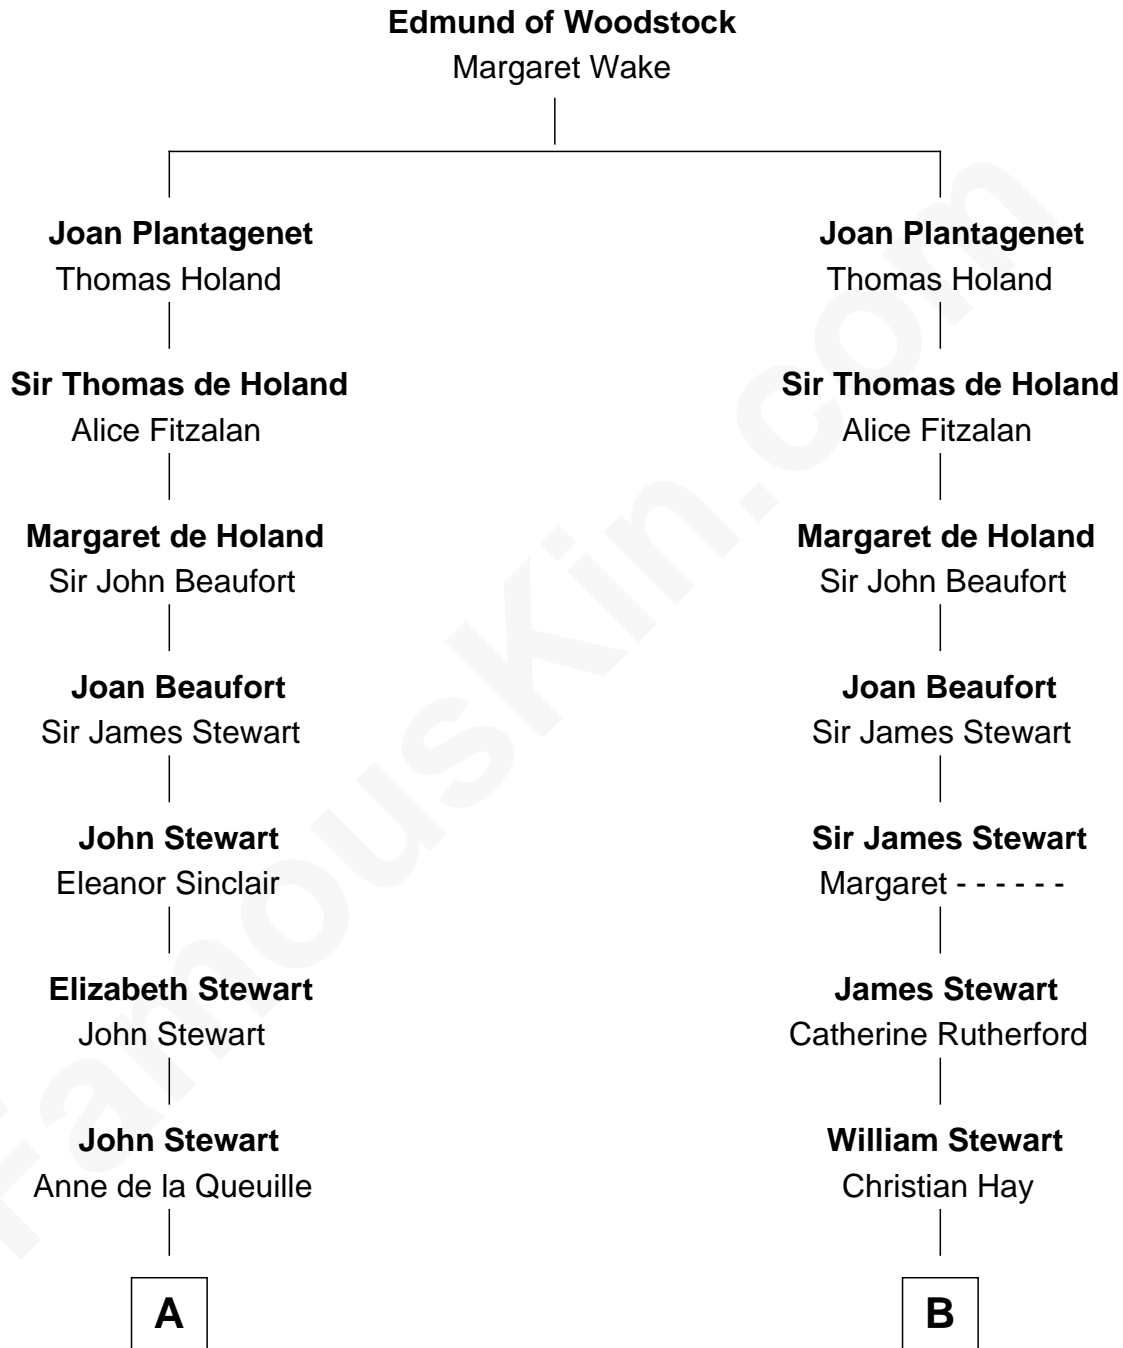 Edmund of Woodstock
Margaret Wake
Joan Plantagenet
Thomas Holand
Joan Plantagenet
Thomas Holand
Sir Thomas de Holand
Alice Fitzalan
Sir Thomas de Holand
Alice Fitzalan
Margaret de Holand
Sir John Beaufort
Margaret de Holand
Sir John Beaufort
Joan Beaufort
Sir James Stewart
Joan Beaufort
Sir James Stewart
John Stewart
Eleanor Sinclair
Sir James Stewart
Margaret - - - - - -
Elizabeth Stewart
John Stewart
James Stewart
Catherine Rutherford
John Stewart
Anne de la Queuille
William Stewart
Christian Hay
A
B
FamousKin.com